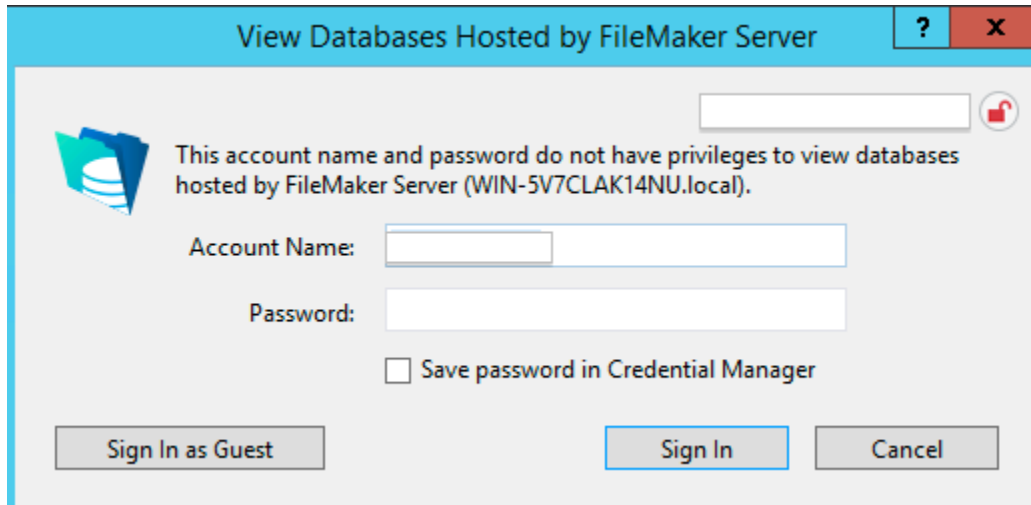 View Databases Hosted by FileMaker Server
?
x
This account name and password do not have privileges to view databases
hosted by FileMaker Server (WIN-5V7CLAK14NU.local).
Account Name:
Password:
Save password in Credential Manager
Sign In as Guest
Sign In
Cancel